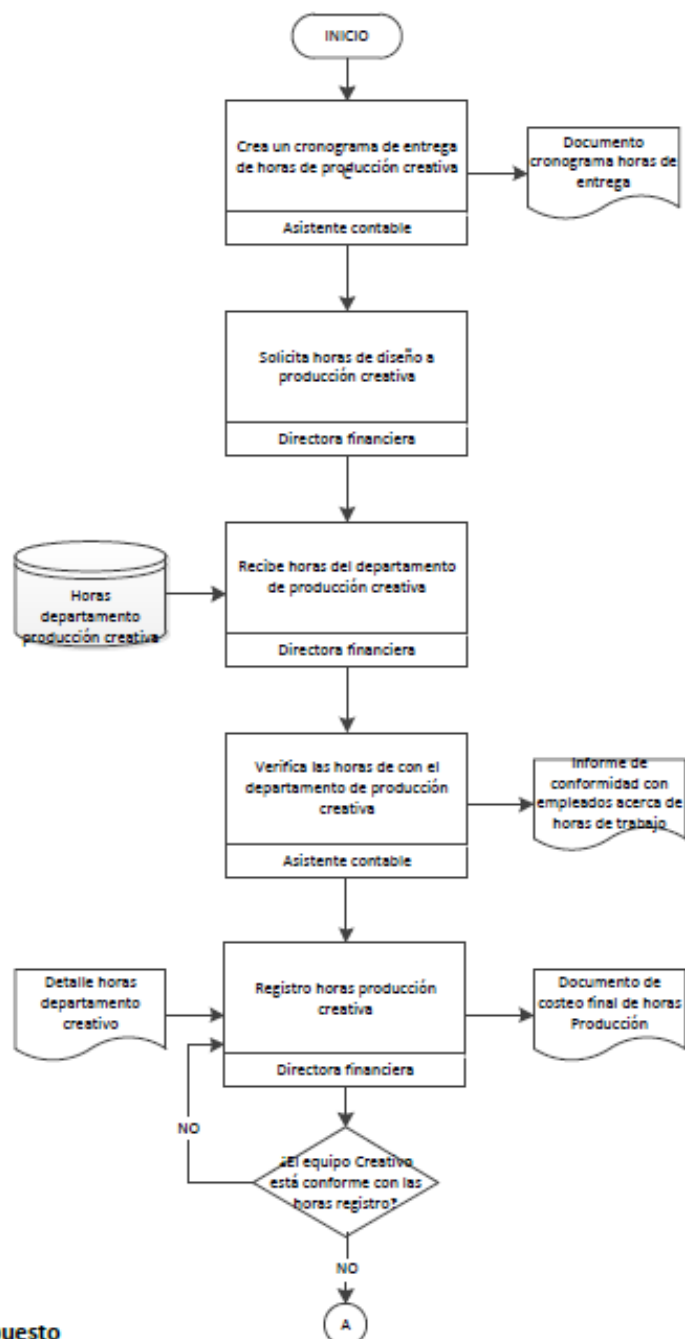 INICIO
Crea un cronograma de entrega
de horas de producción creativa
Asistente contable
Documento
cronograma horas de
entrega
Solicita horas de diseño a
producción creativa
Directora financiera
Horas
departamento
producción creativa
Recibe horas del departamento
de producción creativa
Directora financiera
Verifica las horas de con el
departamento de producción
creativa
Asistente contable
Informe de
conformidad con
empleados acerca de
horas de trabajo
Detalle horas
departamento
creativo
Registro horas producción
creativa
Directora financiera
Documento de
costeo final de horas
Producción
NO
¿El equipo Creativo
está conforme con las
horas registro?
NO
A
uesto